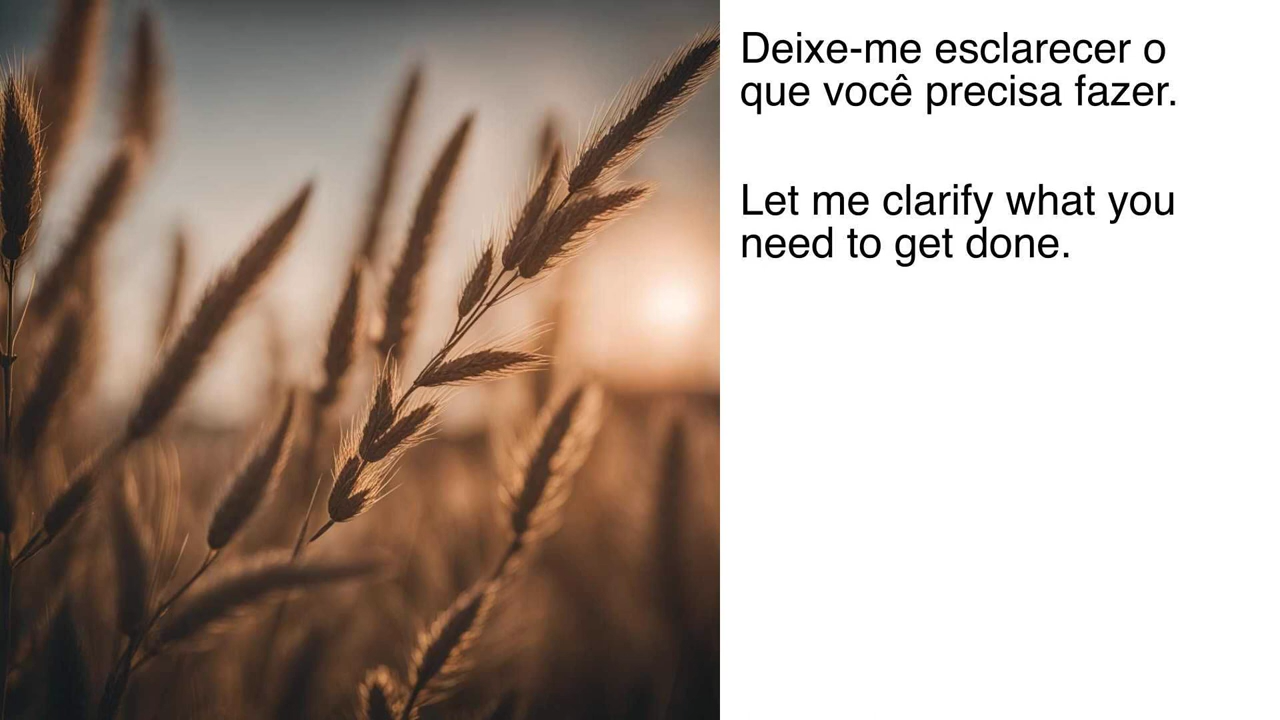 Deixe-me esclarecer o
que você precisa fazer.
Let me clarify what you
need to get done.